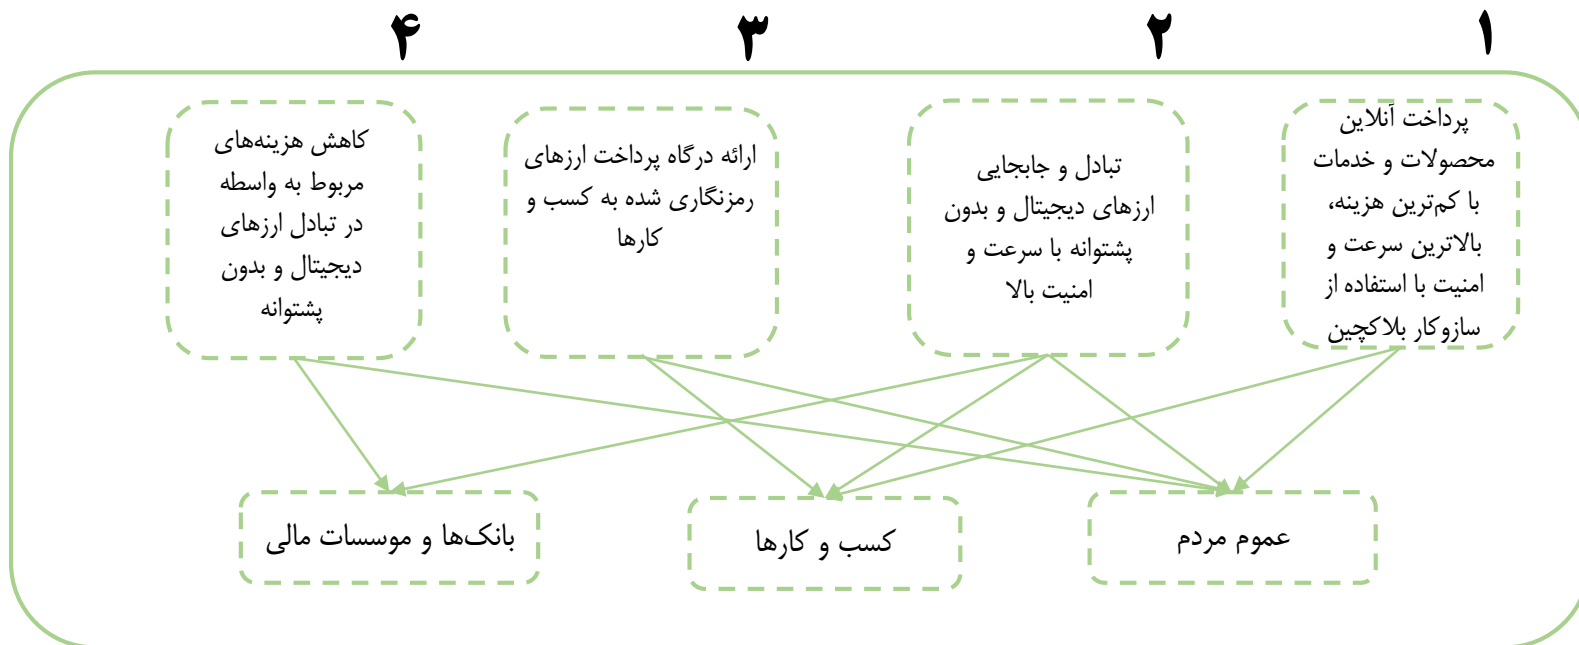 ۱
۲
۳
۴
پرداخت آنلاین
محصولات و خدمات
با کم‌ترین هزینه،
بالاترین سرعت و
امنیت با استفاده از
سازوکار بلاکچین
تبادل و جابجایی
ارزهای دیجیتال و بدون
پشتوانه با سرعت و
امنیت بالا
ارائه درگاه پرداخت ارزهای
رمزنگاری شده به کسب و
کارها
کاهش هزینه‌های
مربوط به واسطه
در تبادل ارزهای
دیجیتال و بدون
پشتوانه
عموم مردم
کسب و کارها
بانک‌ها و موسسات مالی